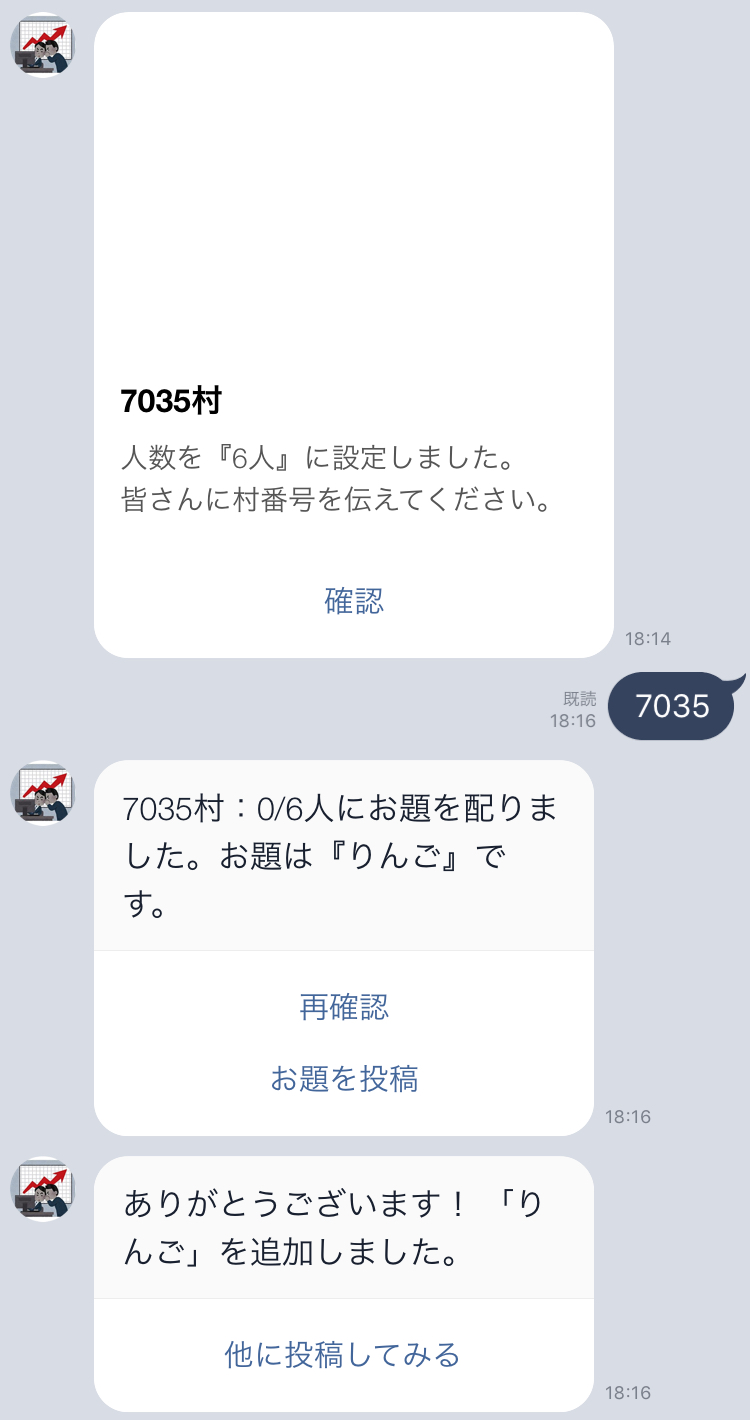 7035村
人数を『6人』に設定しました。
皆さんに村番号を伝えてください。
確認
18:14
既読
18:16
7035
7035村：0/6人にお題を配りま
した。お題は『りんご』で
す。
再確認
お題を投稿
18:16
ありがとうございます！ 「り
んご」を追加しました。
他に投稿してみる
18:16